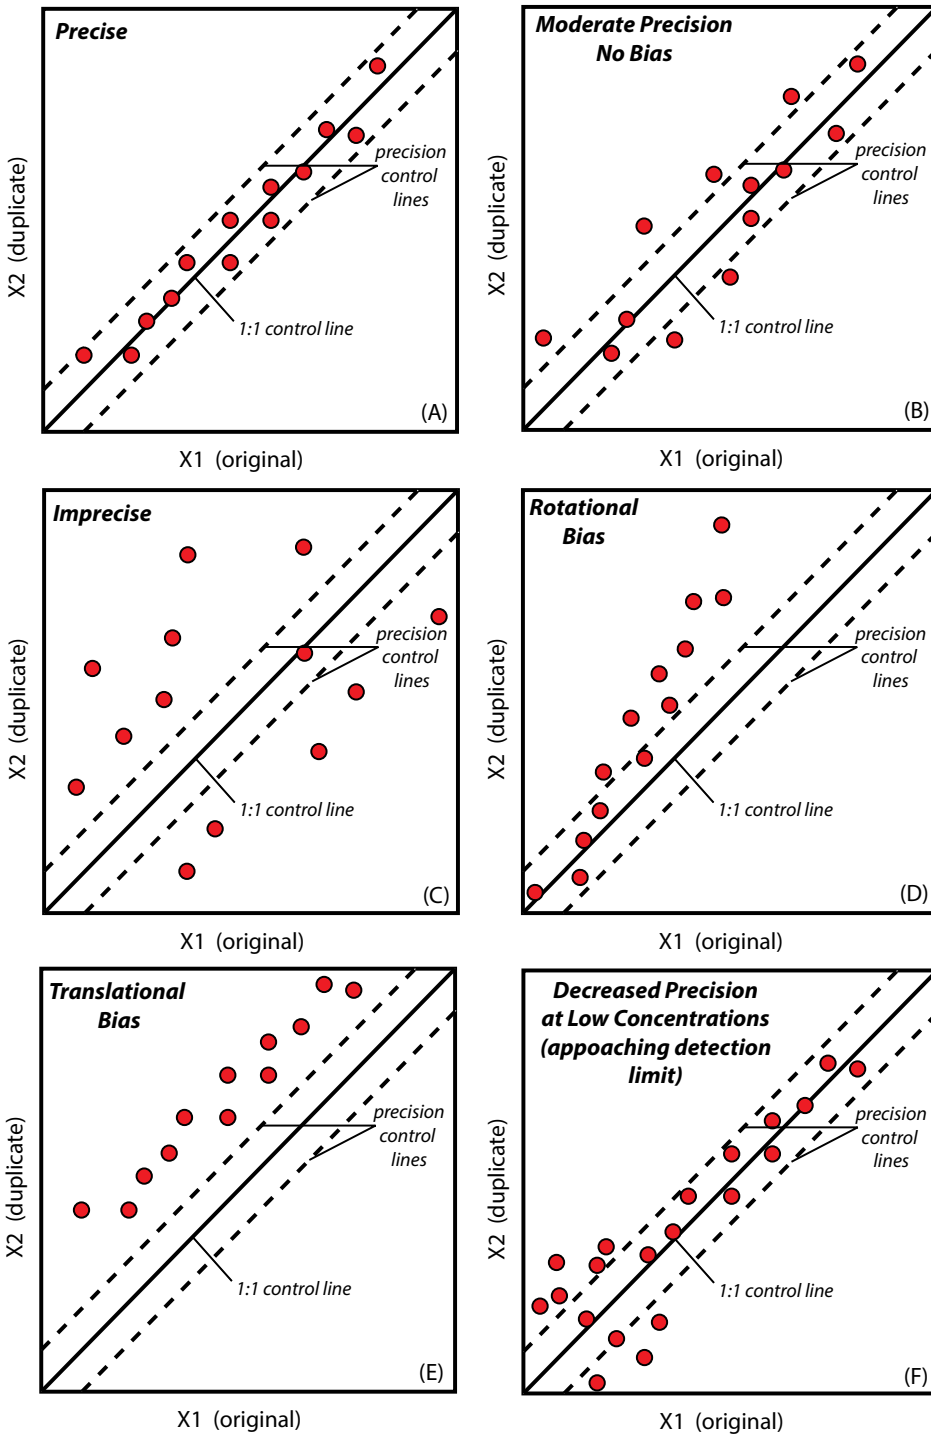 Precise
precision
control
lines
1:1 control line
(A)
X2 (duplicate)
X1 (original)
Moderate Precision
No Bias
precision
control
lines
1:1 control line
(B)
X2 (duplicate)
X1 (original)
Imprecise
precision
control
lines
1:1 control line
(C)
X2 (duplicate)
X1 (original)
Rotational
Bias
precision
control
lines
1:1 control line
(D)
X2 (duplicate)
X1 (original)
Translational
Bias
precision
control
lines
1:1 control line
(E)
X2 (duplicate)
X1 (original)
Decreased Precision
at Low Concentrations
(appoaching detection
limit)
precision
control
lines
1:1 control line
(F)
X2 (duplicate)
X1 (original)